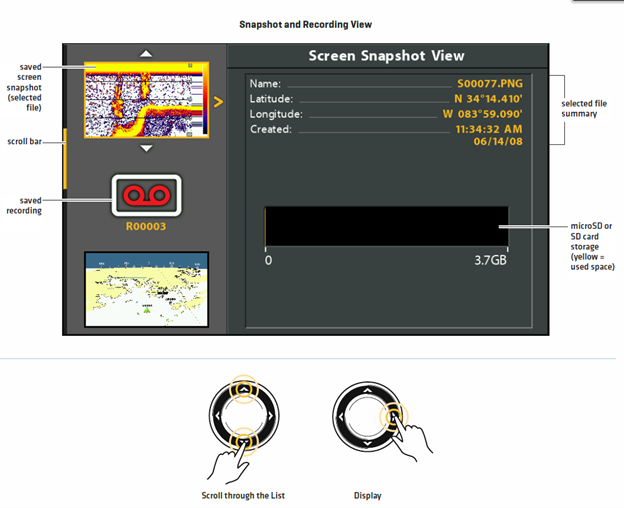 Snapshot and Recording View
saved
screen
snapshot
(selected
file)
scroll bar
saved
recording
R00003
Screen Snapshot View
Name: S00077.PNG
Latitude: N 34°14.410'
Longitude: W 083°59.090'
Created: 11:34:32 AM
06/14/08
0 3.7GB
selected file
summary
microSD or
SD card
storage
(yellow =
used space)
Scroll through the List
Display